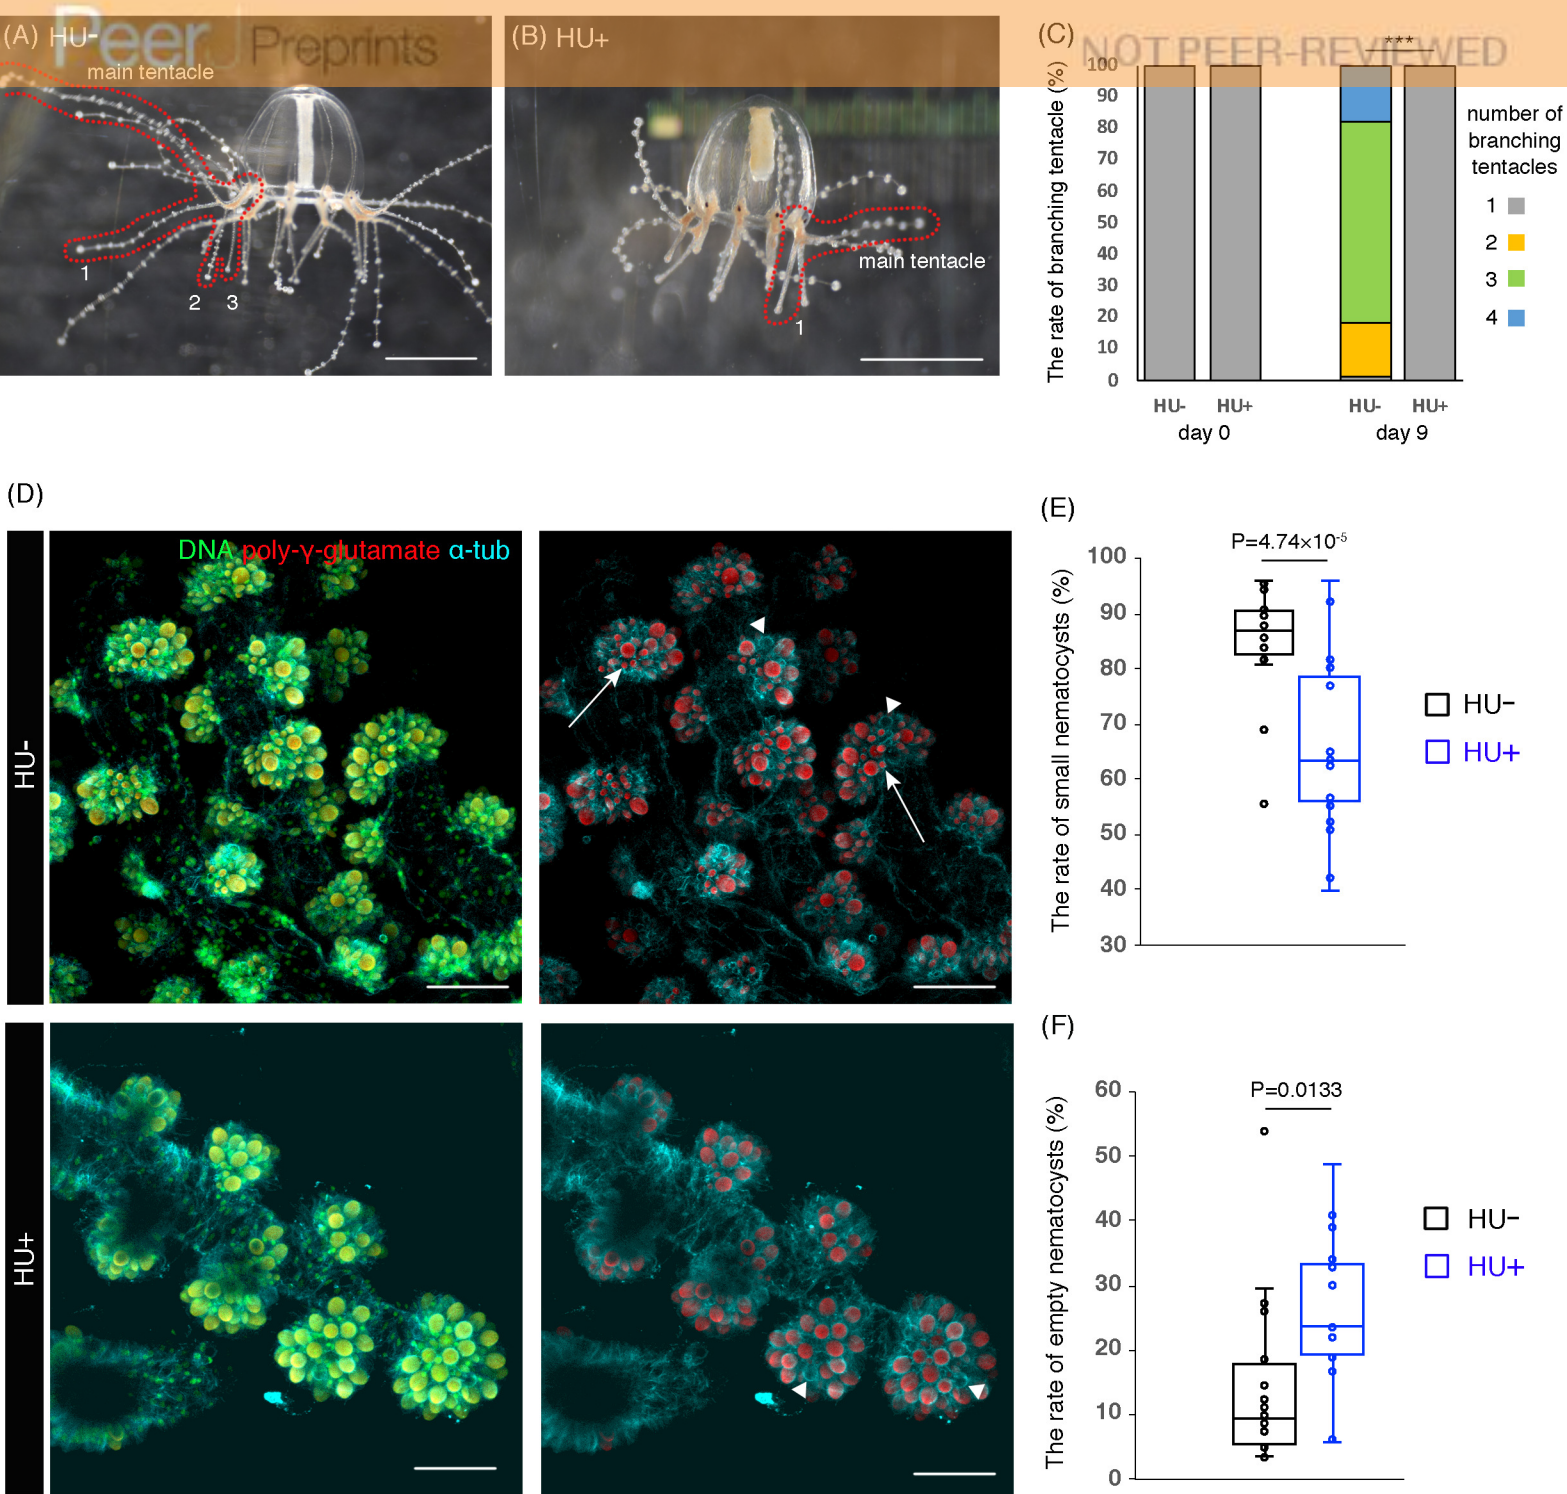 PeerJ Preprints
NOT PEER-REVIEWED
(A) HU-
main tentacle
1
2
3
(B) HU+
main tentacle
1
(C)
***
The rate of branching tentacle (%)
100
90
80
70
60
50
40
30
20
10
0
HU- HU+ HU- HU+
day 0 day 9
number of
branching
tentacles
1
2
3
4
(D)
HU-
DNA poly-γ-glutamate α-tub
HU+
(E)
P=4.74×10-5
The rate of small nematocysts (%)
100
90
80
70
60
50
40
30
HU-
HU+
(F)
P=0.0133
The rate of empty nematocysts (%)
60
50
40
30
20
10
0
HU-
HU+